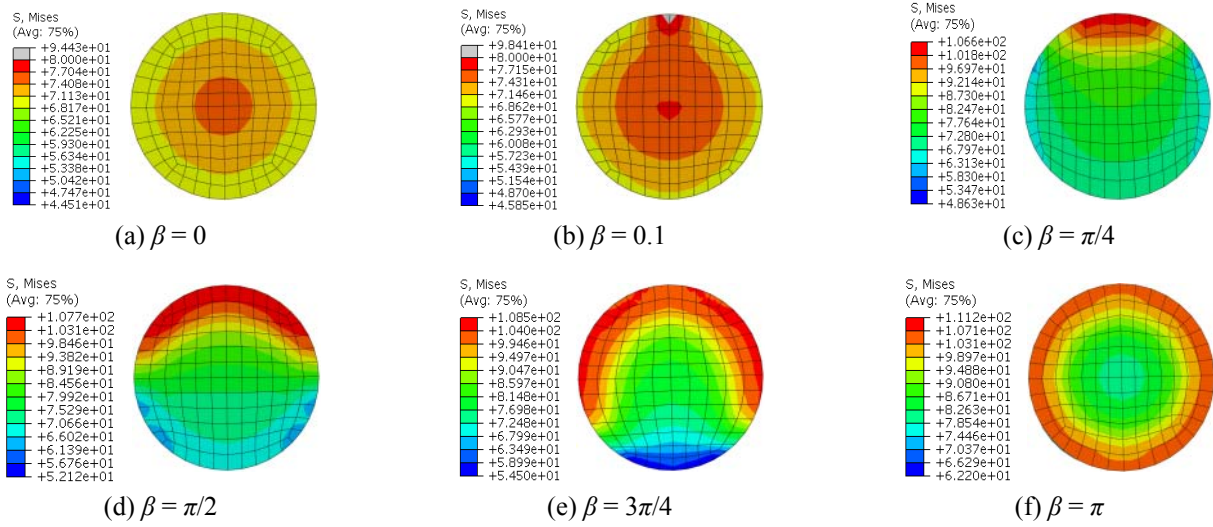 S, Mises
(Avg: 75%)
+9.443e+01
+8.000e+01
+7.704e+01
+7.408e+01
+7.113e+01
+6.817e+01
+6.521e+01
+6.225e+01
+5.930e+01
+5.634e+01
+5.338e+01
+5.042e+01
+4.747e+01
+4.451e+01
(a) β = 0
S, Mises
(Avg: 75%)
+9.841e+01
+8.000e+01
+7.715e+01
+7.431e+01
+7.146e+01
+6.862e+01
+6.577e+01
+6.293e+01
+6.008e+01
+5.723e+01
+5.439e+01
+5.154e+01
+4.870e+01
+4.585e+01
(b) β = 0.1
S, Mises
(Avg: 75%)
+1.066e+02
+1.018e+02
+9.697e+01
+9.214e+01
+8.730e+01
+8.247e+01
+7.764e+01
+7.280e+01
+6.797e+01
+6.313e+01
+5.830e+01
+5.347e+01
+4.863e+01
(c) β = π/4
S, Mises
(Avg: 75%)
+1.077e+02
+1.031e+02
+9.846e+01
+9.382e+01
+8.919e+01
+8.456e+01
+7.992e+01
+7.529e+01
+7.066e+01
+6.602e+01
+6.139e+01
+5.676e+01
+5.212e+01
(d) β = π/2
S, Mises
(Avg: 75%)
+1.085e+02
+1.040e+02
+9.946e+01
+9.497e+01
+9.047e+01
+8.597e+01
+8.148e+01
+7.698e+01
+7.248e+01
+6.799e+01
+6.349e+01
+5.899e+01
+5.450e+01
(e) β = 3π/4
S, Mises
(Avg: 75%)
+1.112e+02
+1.071e+02
+1.031e+02
+9.897e+01
+9.488e+01
+9.080e+01
+8.671e+01
+8.263e+01
+7.854e+01
+7.446e+01
+7.037e+01
+6.629e+01
+6.220e+01
(f) β = π